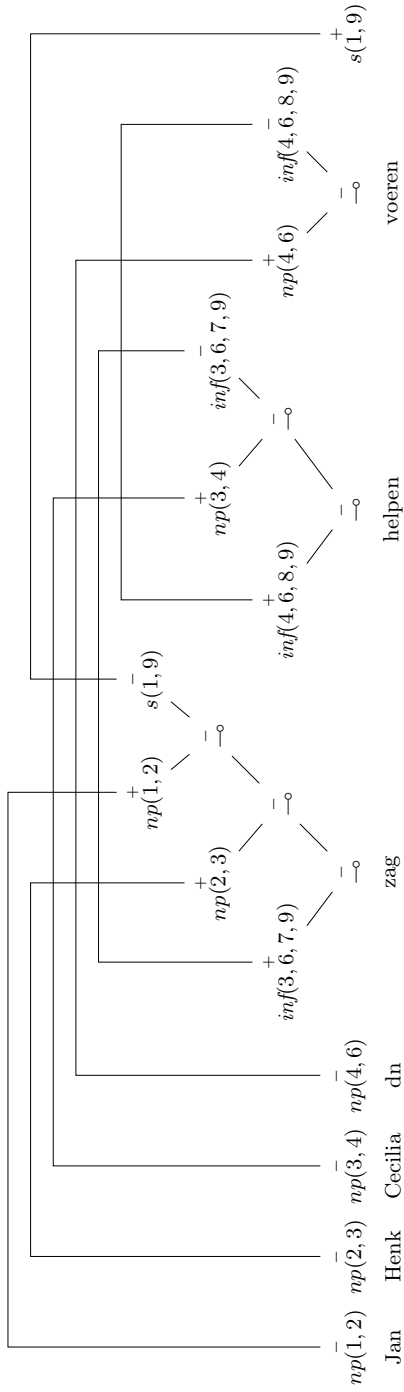 + −
np(1, 2) s(1, 9)
+ − + −
np(2, 3) ⊸ np(3, 4) inf(3, 6, 7, 9)
+ − + − + −
inf(3, 6, 7, 9) ⊸ inf(4, 6, 8, 9) ⊸ np(4, 6) inf(4, 6, 8, 9)
− − − − − − − +
np(1, 2) np(2, 3) np(3, 4) np(4, 6) ⊸ ⊸ ⊸ s(1, 9)
Jan Henk Cecilia dn zag helpen voeren